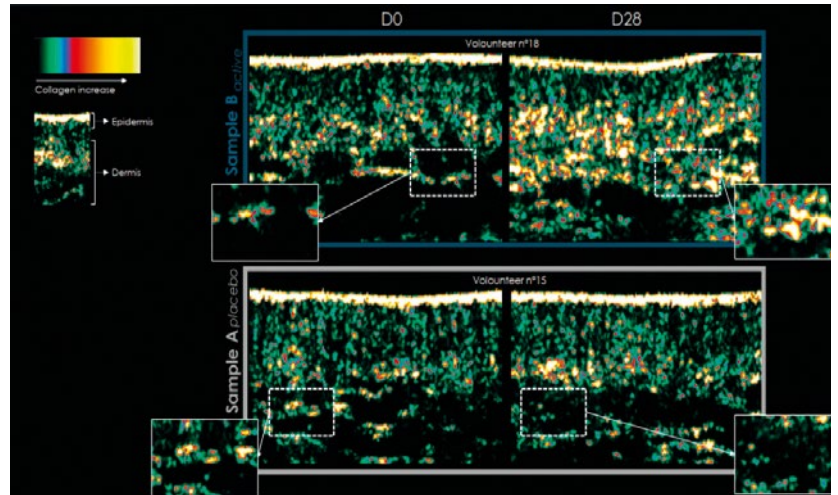 D0 D28
Volounteer n°18
Collagen increase
Epidermis
Dermis
Sample B active
Volounteer n°15
Sample A placebo